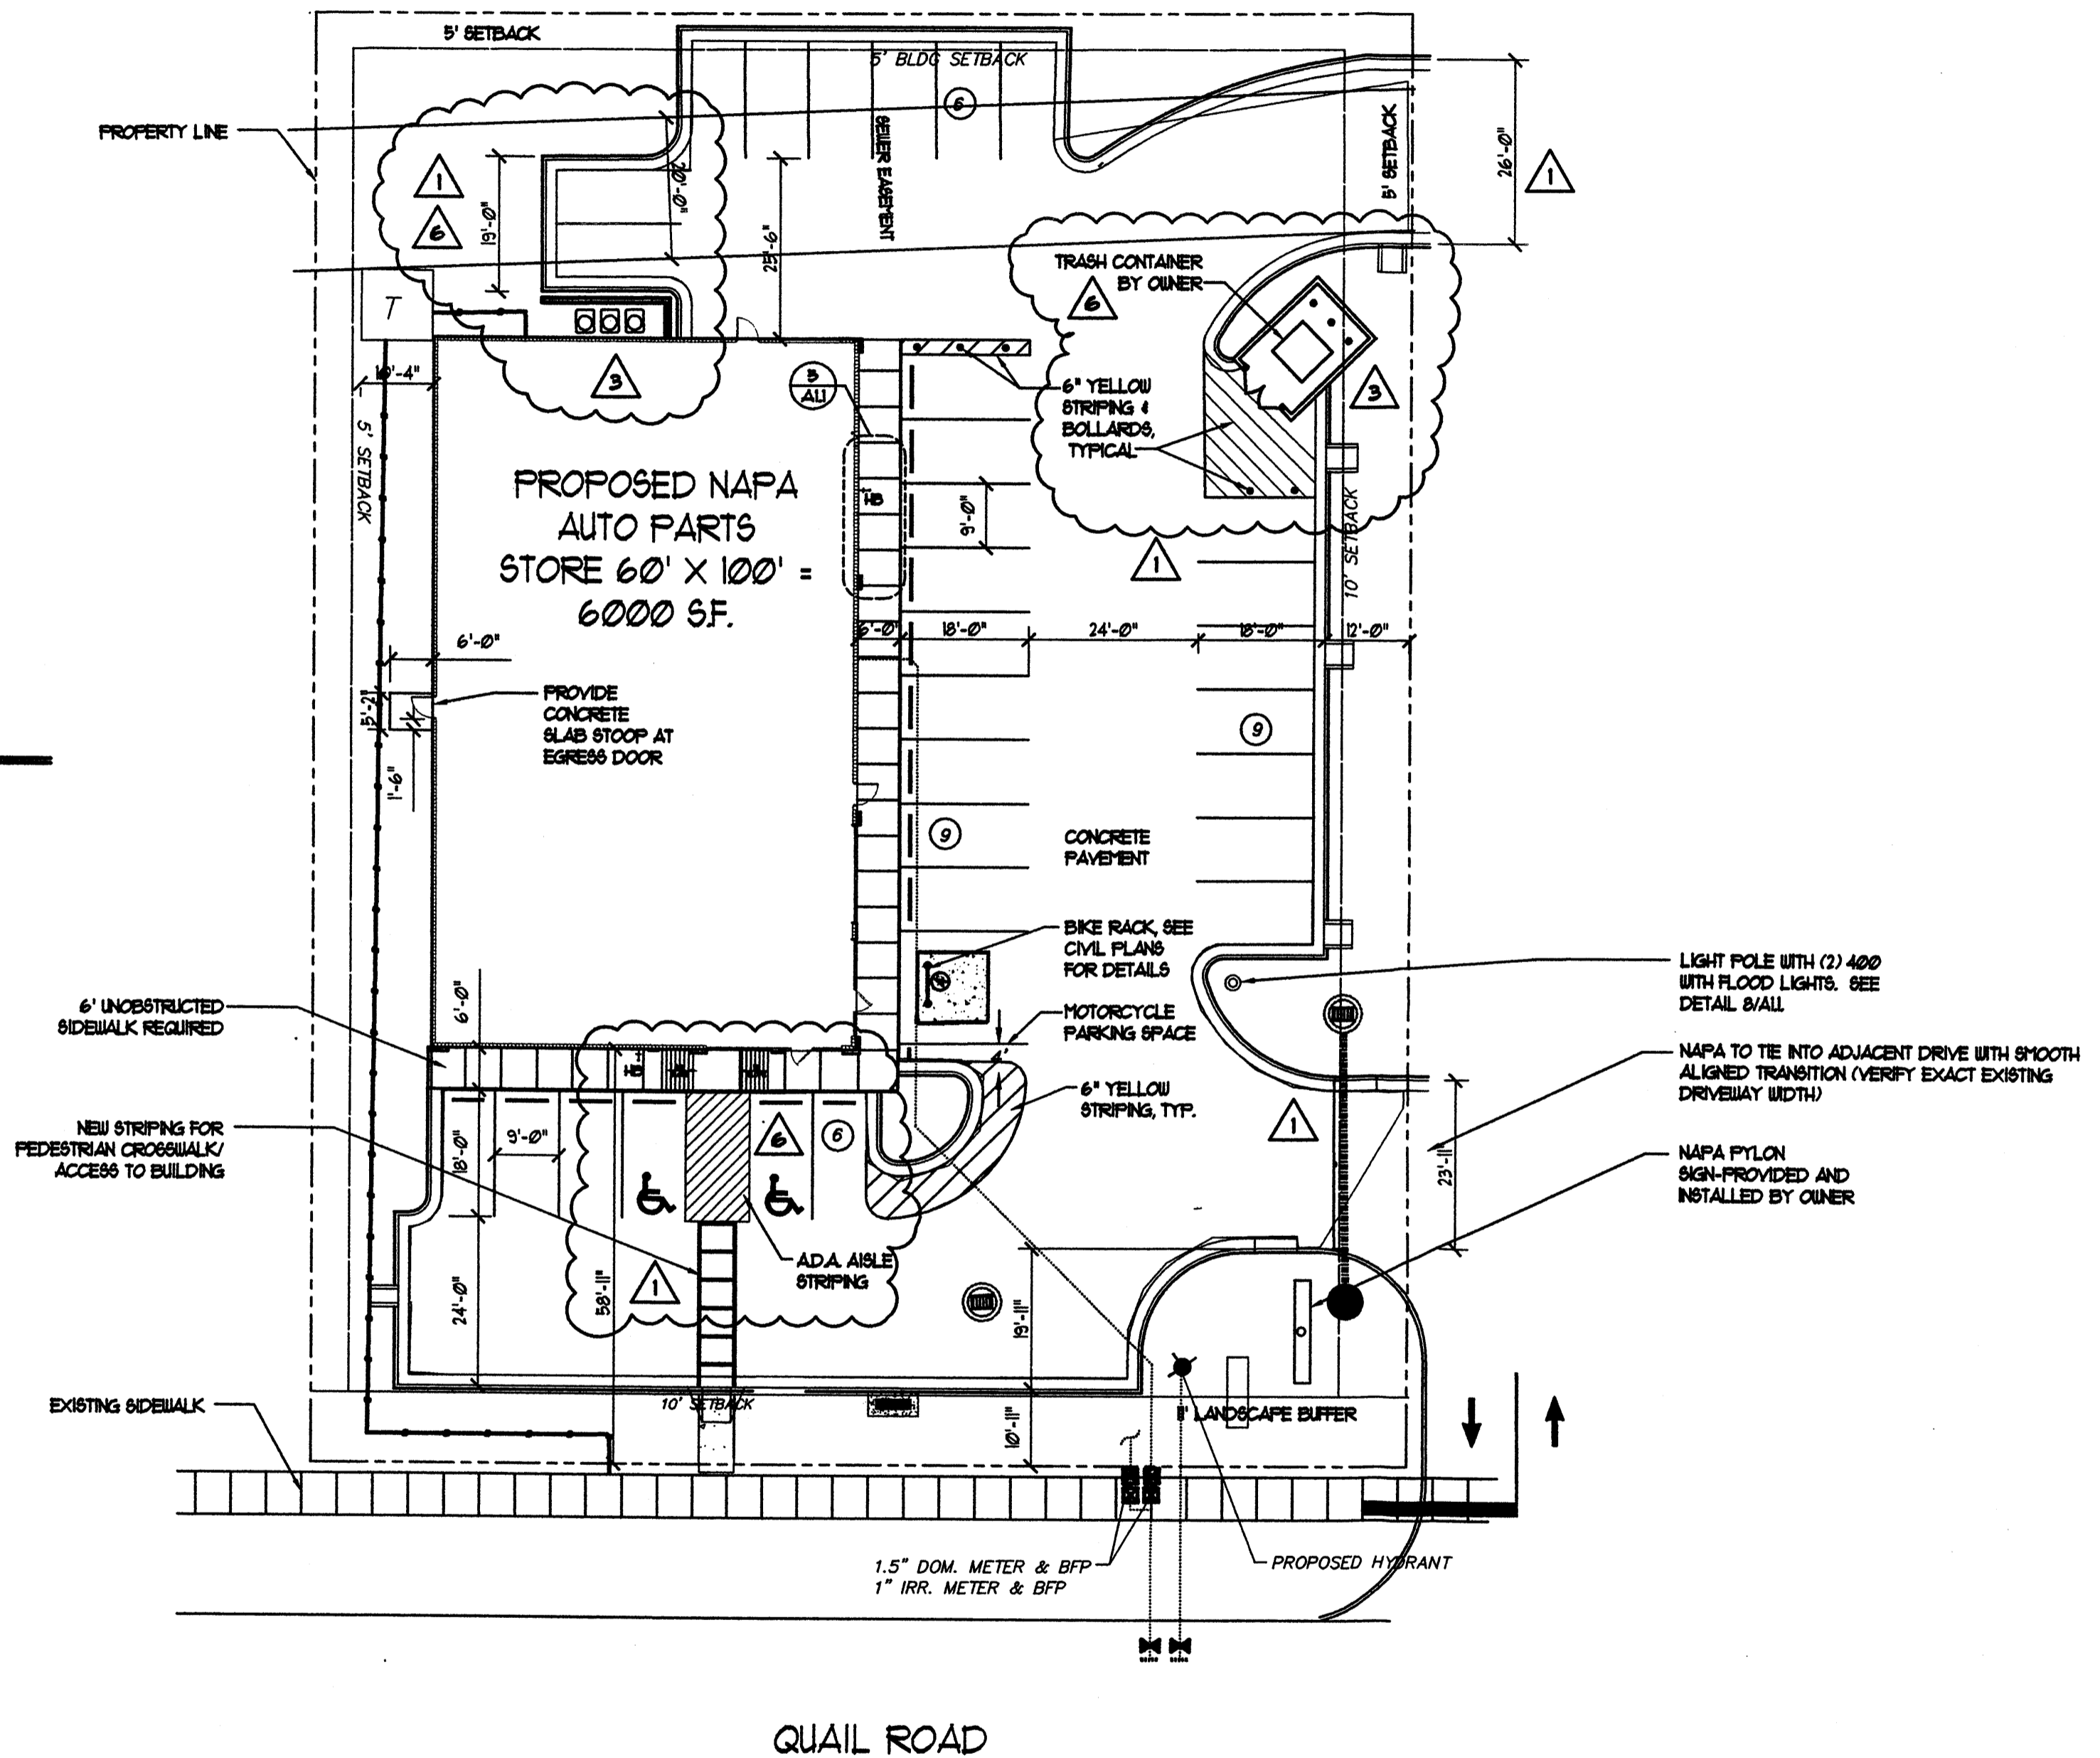 5' SETBACK
5' BLDG SETBACK
6
PROPERTY LINE
SEWER EASEMENT
5' SETBACK
26'-0"
1
1
6
19'-0"
20'-0"
25'-6"
TRASH CONTAINER
BY OWNER
6
T
3
3
A1.1
10'-4"
3
6" YELLOW
STRIPING &
BOLLARDS,
TYPICAL
5' SETBACK
PROPOSED NAPA
AUTO PARTS
STORE 60' X 100' =
6000 S.F.
HB
9'-0"
10' SETBACK
1
6'-0"
6'-0"
18'-0"
24'-0"
18'-0"
12'-0"
PROVIDE
CONCRETE
SLAB STOOP AT
EGRESS DOOR
5'-2"
1'-9"
9
9
CONCRETE
PAVEMENT
BIKE RACK, SEE
CIVIL PLANS
FOR DETAILS
LIGHT POLE WITH (2) 400
WITH FLOOD LIGHTS. SEE
DETAIL 8/A1.1
6' UNOBSTRUCTED
SIDEWALK REQUIRED
6'-0"
MOTORCYCLE
PARKING SPACE
4'
NAPA TO TIE INTO ADJACENT DRIVE WITH SMOOTH
ALIGNED TRANSITION (VERIFY EXACT EXISTING
DRIVEWAY WIDTH)
HB
6" YELLOW
STRIPING, TYP.
1
NEW STRIPING FOR
PEDESTRIAN CROSSWALK/
ACCESS TO BUILDING
18'-0"
9'-0"
6
6
23'-11"
NAPA PYLON
SIGN-PROVIDED AND
INSTALLED BY OWNER
A.D.A. AISLE
STRIPING
1
24'-0"
58'-11"
19'-11"
EXISTING SIDEWALK
10' SETBACK
10'-11"
11' LANDSCAPE BUFFER
1.5" DOM. METER & BFP
1" IRR. METER & BFP
PROPOSED HYDRANT
QUAIL ROAD